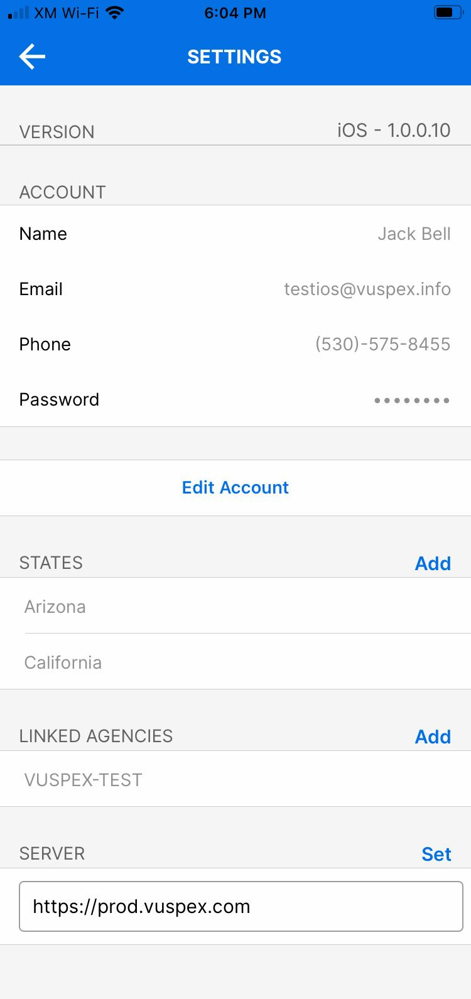 XM Wi-Fi 6:04 PM
SETTINGS
VERSION iOS - 1.0.0.10
ACCOUNT
Name Jack Bell
Email testios@vuspex.info
Phone (530)-575-8455
Password ••••••••
Edit Account
STATES Add
Arizona
California
LINKED AGENCIES Add
VUSPEX-TEST
SERVER Set
https://prod.vuspex.com